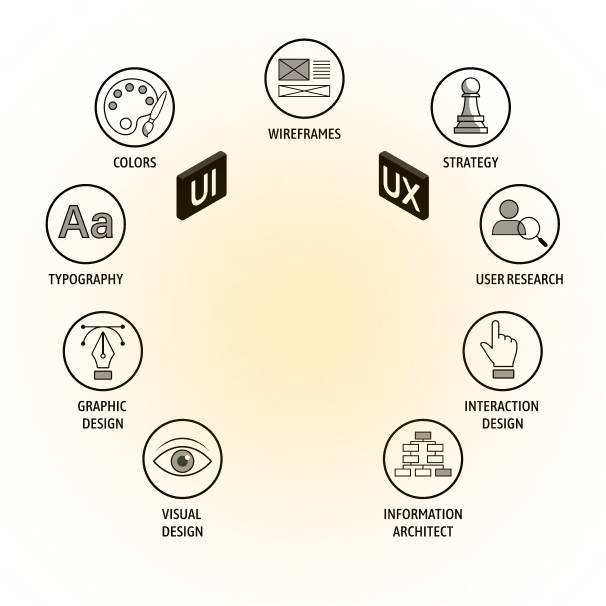 WIREFRAMES
COLORS
STRATEGY
UI
UX
Aa
TYPOGRAPHY
USER RESEARCH
GRAPHIC
DESIGN
INTERACTION
DESIGN
VISUAL
DESIGN
INFORMATION
ARCHITECT